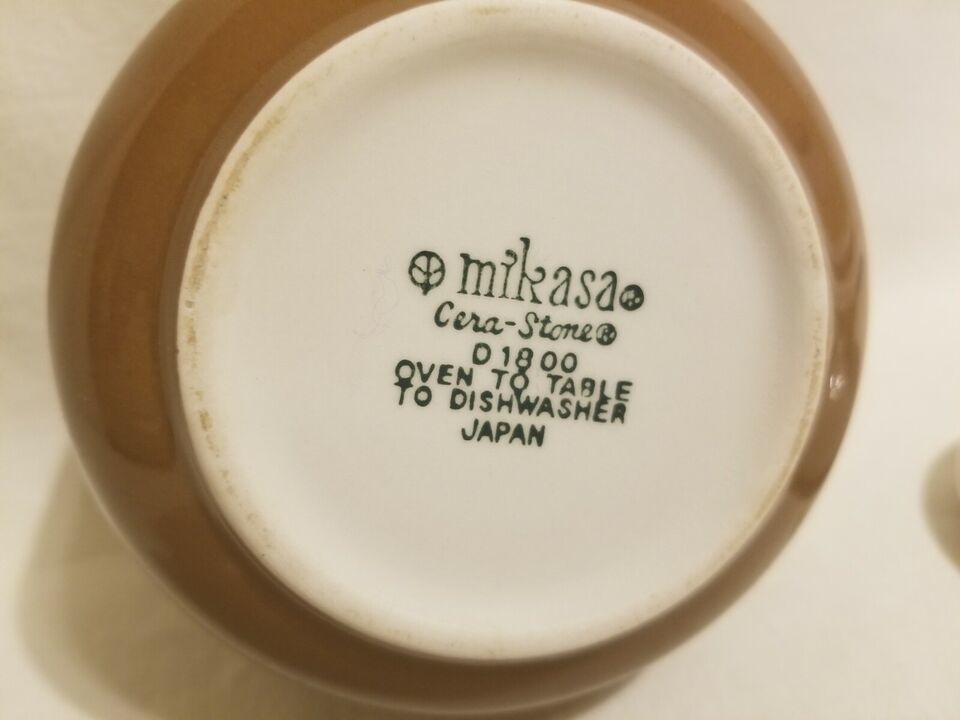 mikasa®
Cera-Stone®
D1800
OVEN TO TABLE
TO DISHWASHER
JAPAN